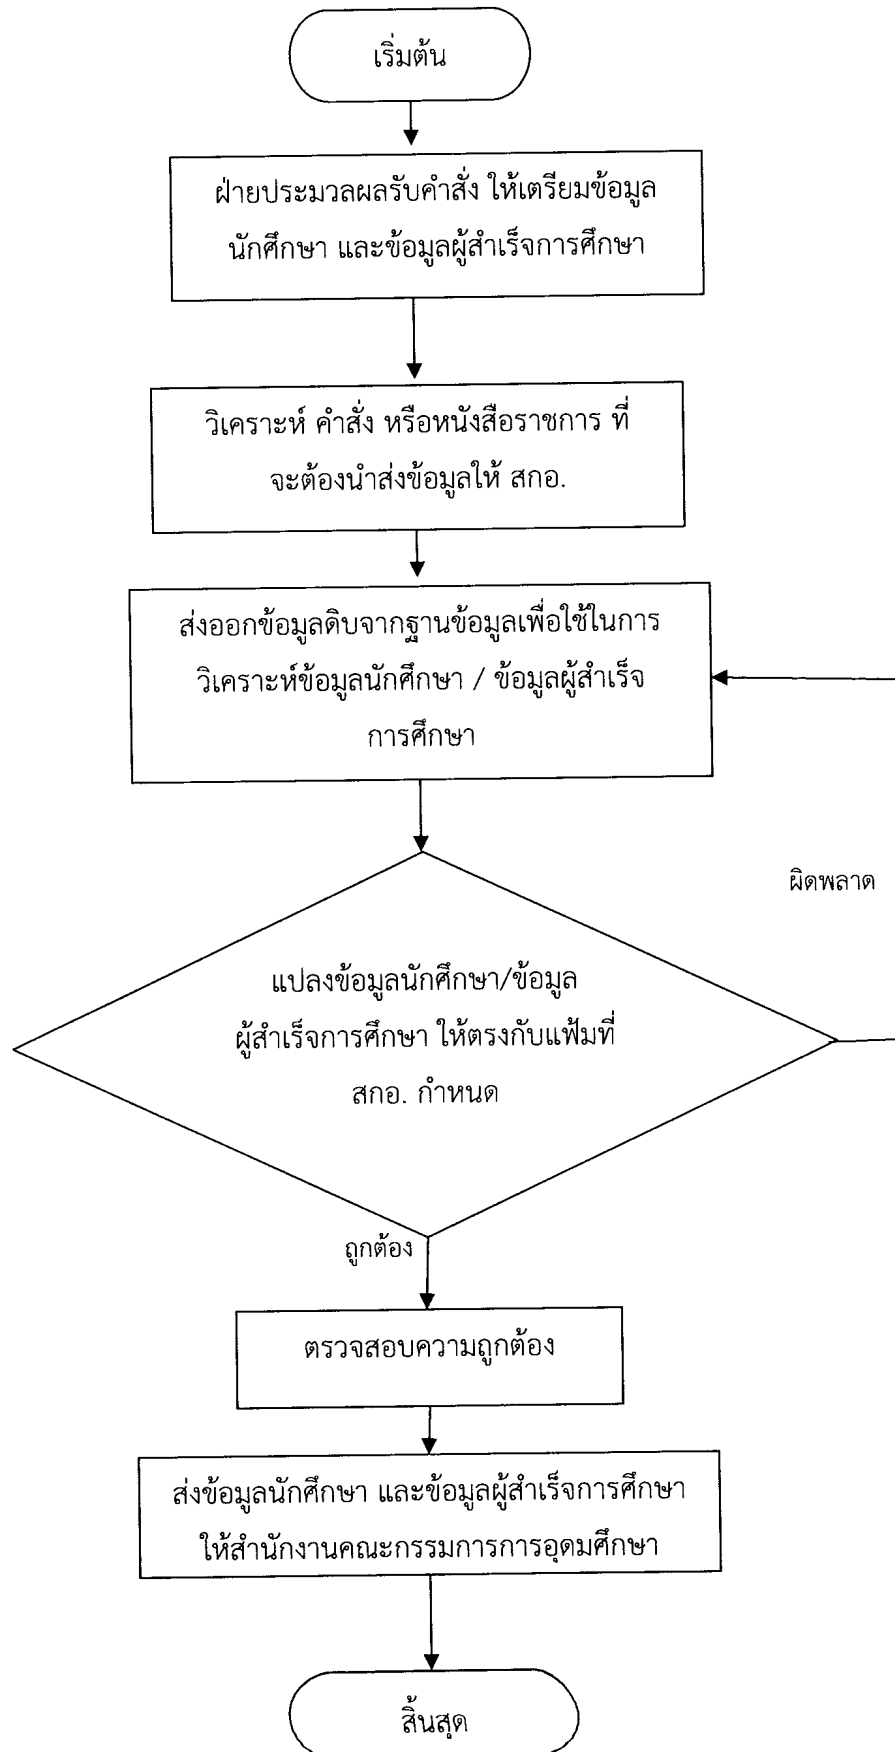 เริ่มต้น
ฝ่ายประมวลผลรับคำสั่ง ให้เตรียมข้อมูล
นักศึกษา และข้อมูลผู้สำเร็จการศึกษา
วิเคราะห์ คำสั่ง หรือหนังสือราชการ ที่
จะต้องนำส่งข้อมูลให้ สกอ.
ส่งออกข้อมูลดิบจากฐานข้อมูลเพื่อใช้ในการ
วิเคราะห์ข้อมูลนักศึกษา / ข้อมูลผู้สำเร็จ
การศึกษา
ผิดพลาด
แปลงข้อมูลนักศึกษา/ข้อมูล
ผู้สำเร็จการศึกษา ให้ตรงกับแฟ้มที่
สกอ. กำหนด
ถูกต้อง
ตรวจสอบความถูกต้อง
ส่งข้อมูลนักศึกษา และข้อมูลผู้สำเร็จการศึกษา
ให้สำนักงานคณะกรรมการการอุดมศึกษา
สิ้นสุด